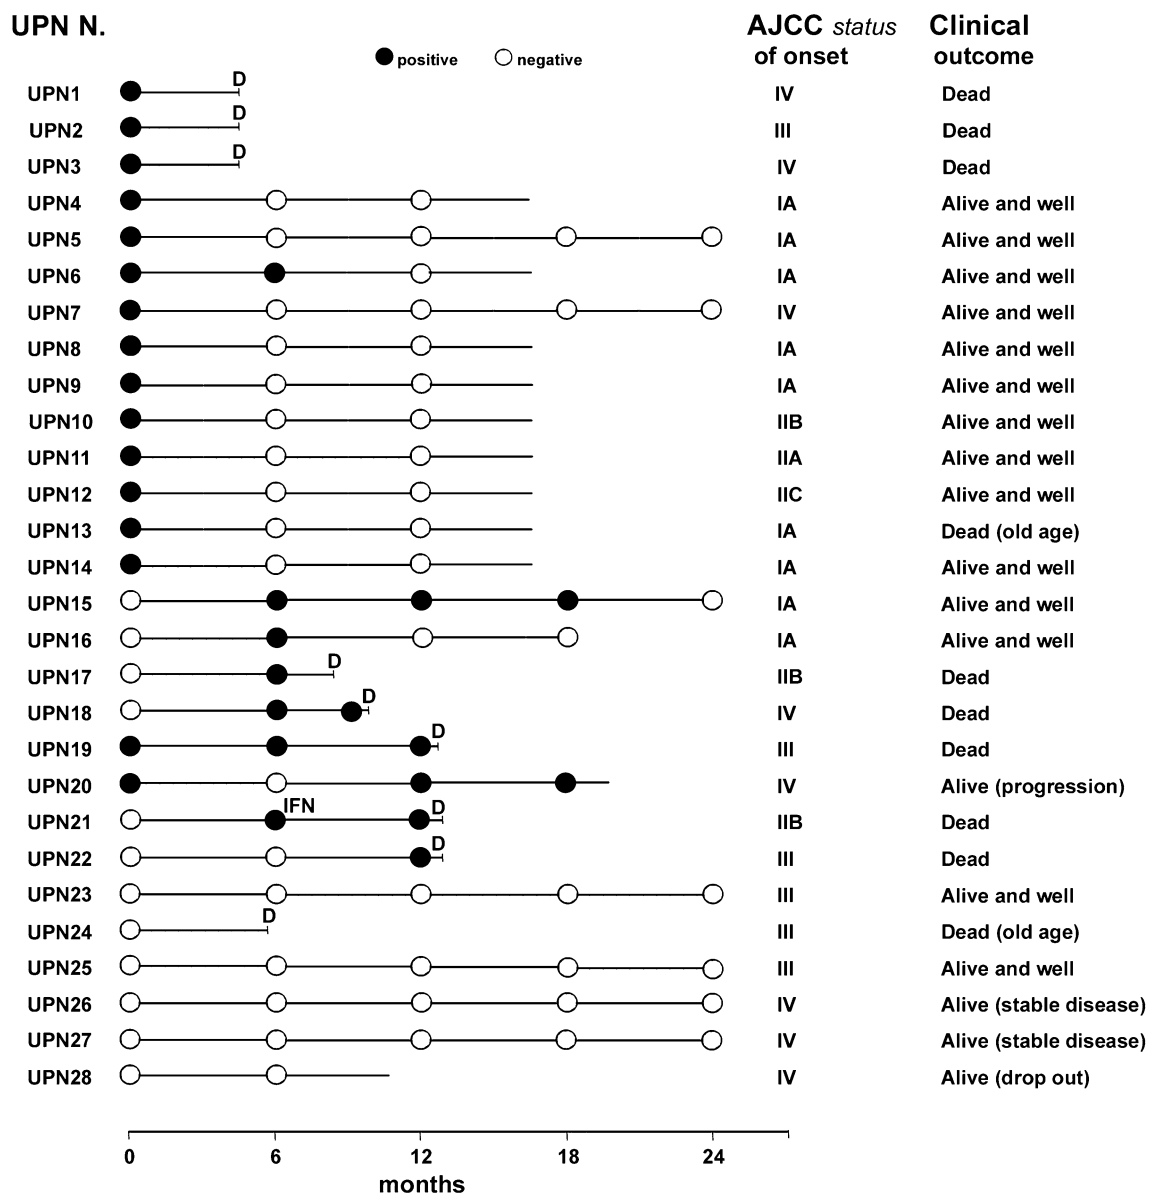 UPN N. AJCC status Clinical
of onset outcome
positive negative
D
UPN1 IV Dead
D
UPN2 III Dead
D
UPN3 IV Dead
UPN4 IA Alive and well
UPN5 IA Alive and well
UPN6 IA Alive and well
UPN7 IV Alive and well
UPN8 IA Alive and well
UPN9 IA Alive and well
UPN10 IIB Alive and well
UPN11 IIA Alive and well
UPN12 IIC Alive and well
UPN13 IA Dead (old age)
UPN14 IA Alive and well
UPN15 IA Alive and well
UPN16 IA Alive and well
D
UPN17 IIB Dead
D
UPN18 IV Dead
D
UPN19 III Dead
UPN20 IV Alive (progression)
IFN D
UPN21 IIB Dead
D
UPN22 III Dead
UPN23 III Alive and well
D
UPN24 III Dead (old age)
UPN25 III Alive and well
UPN26 IV Alive (stable disease)
UPN27 IV Alive (stable disease)
UPN28 IV Alive (drop out)
0 6 12 18 24
months